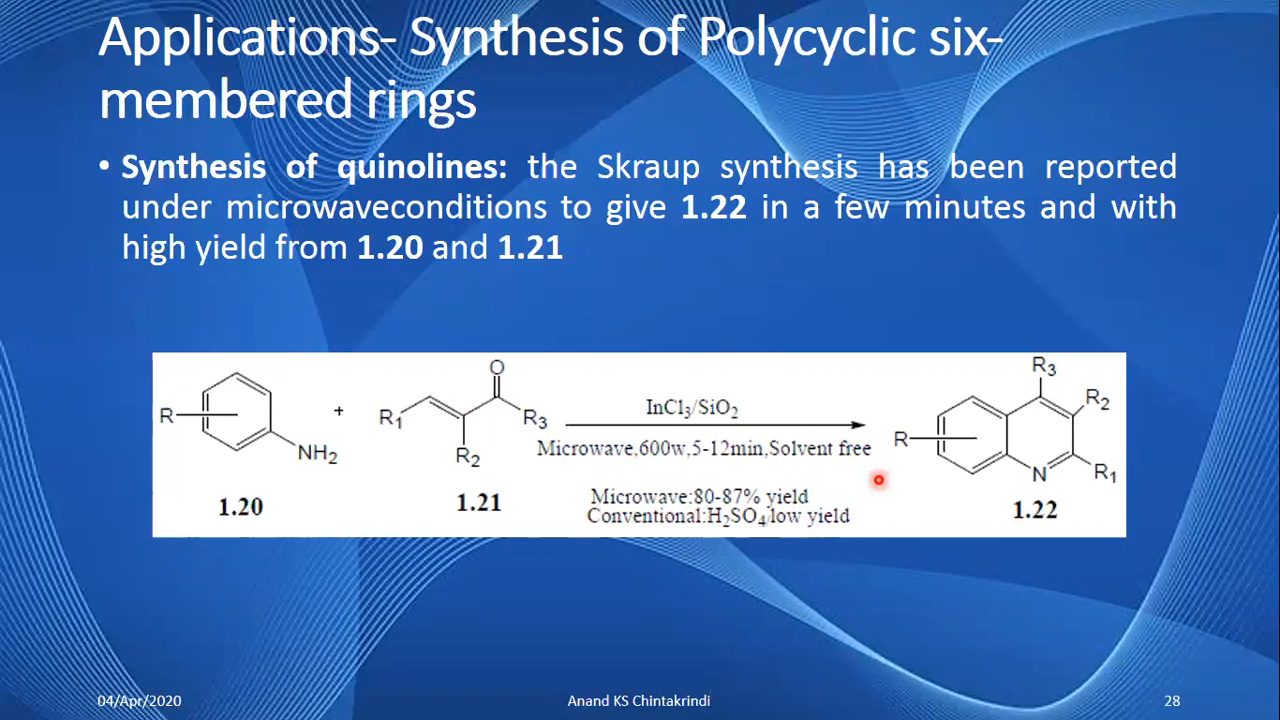 Applications- Synthesis of Polycyclic six-
membered rings
• Synthesis of quinolines: the Skraup synthesis has been reported
under microwaveconditions to give 1.22 in a few minutes and with
high yield from 1.20 and 1.21
R
NH2
1.20
+
O
R1
R2
R3
1.21
InCl3/SiO2
Microwave,600w,5-12min,Solvent free
Microwave:80-87% yield
Conventional:H2SO4/low yield
R3
R2
R
N
R1
1.22
04/Apr/2020
Anand KS Chintakrindi
28